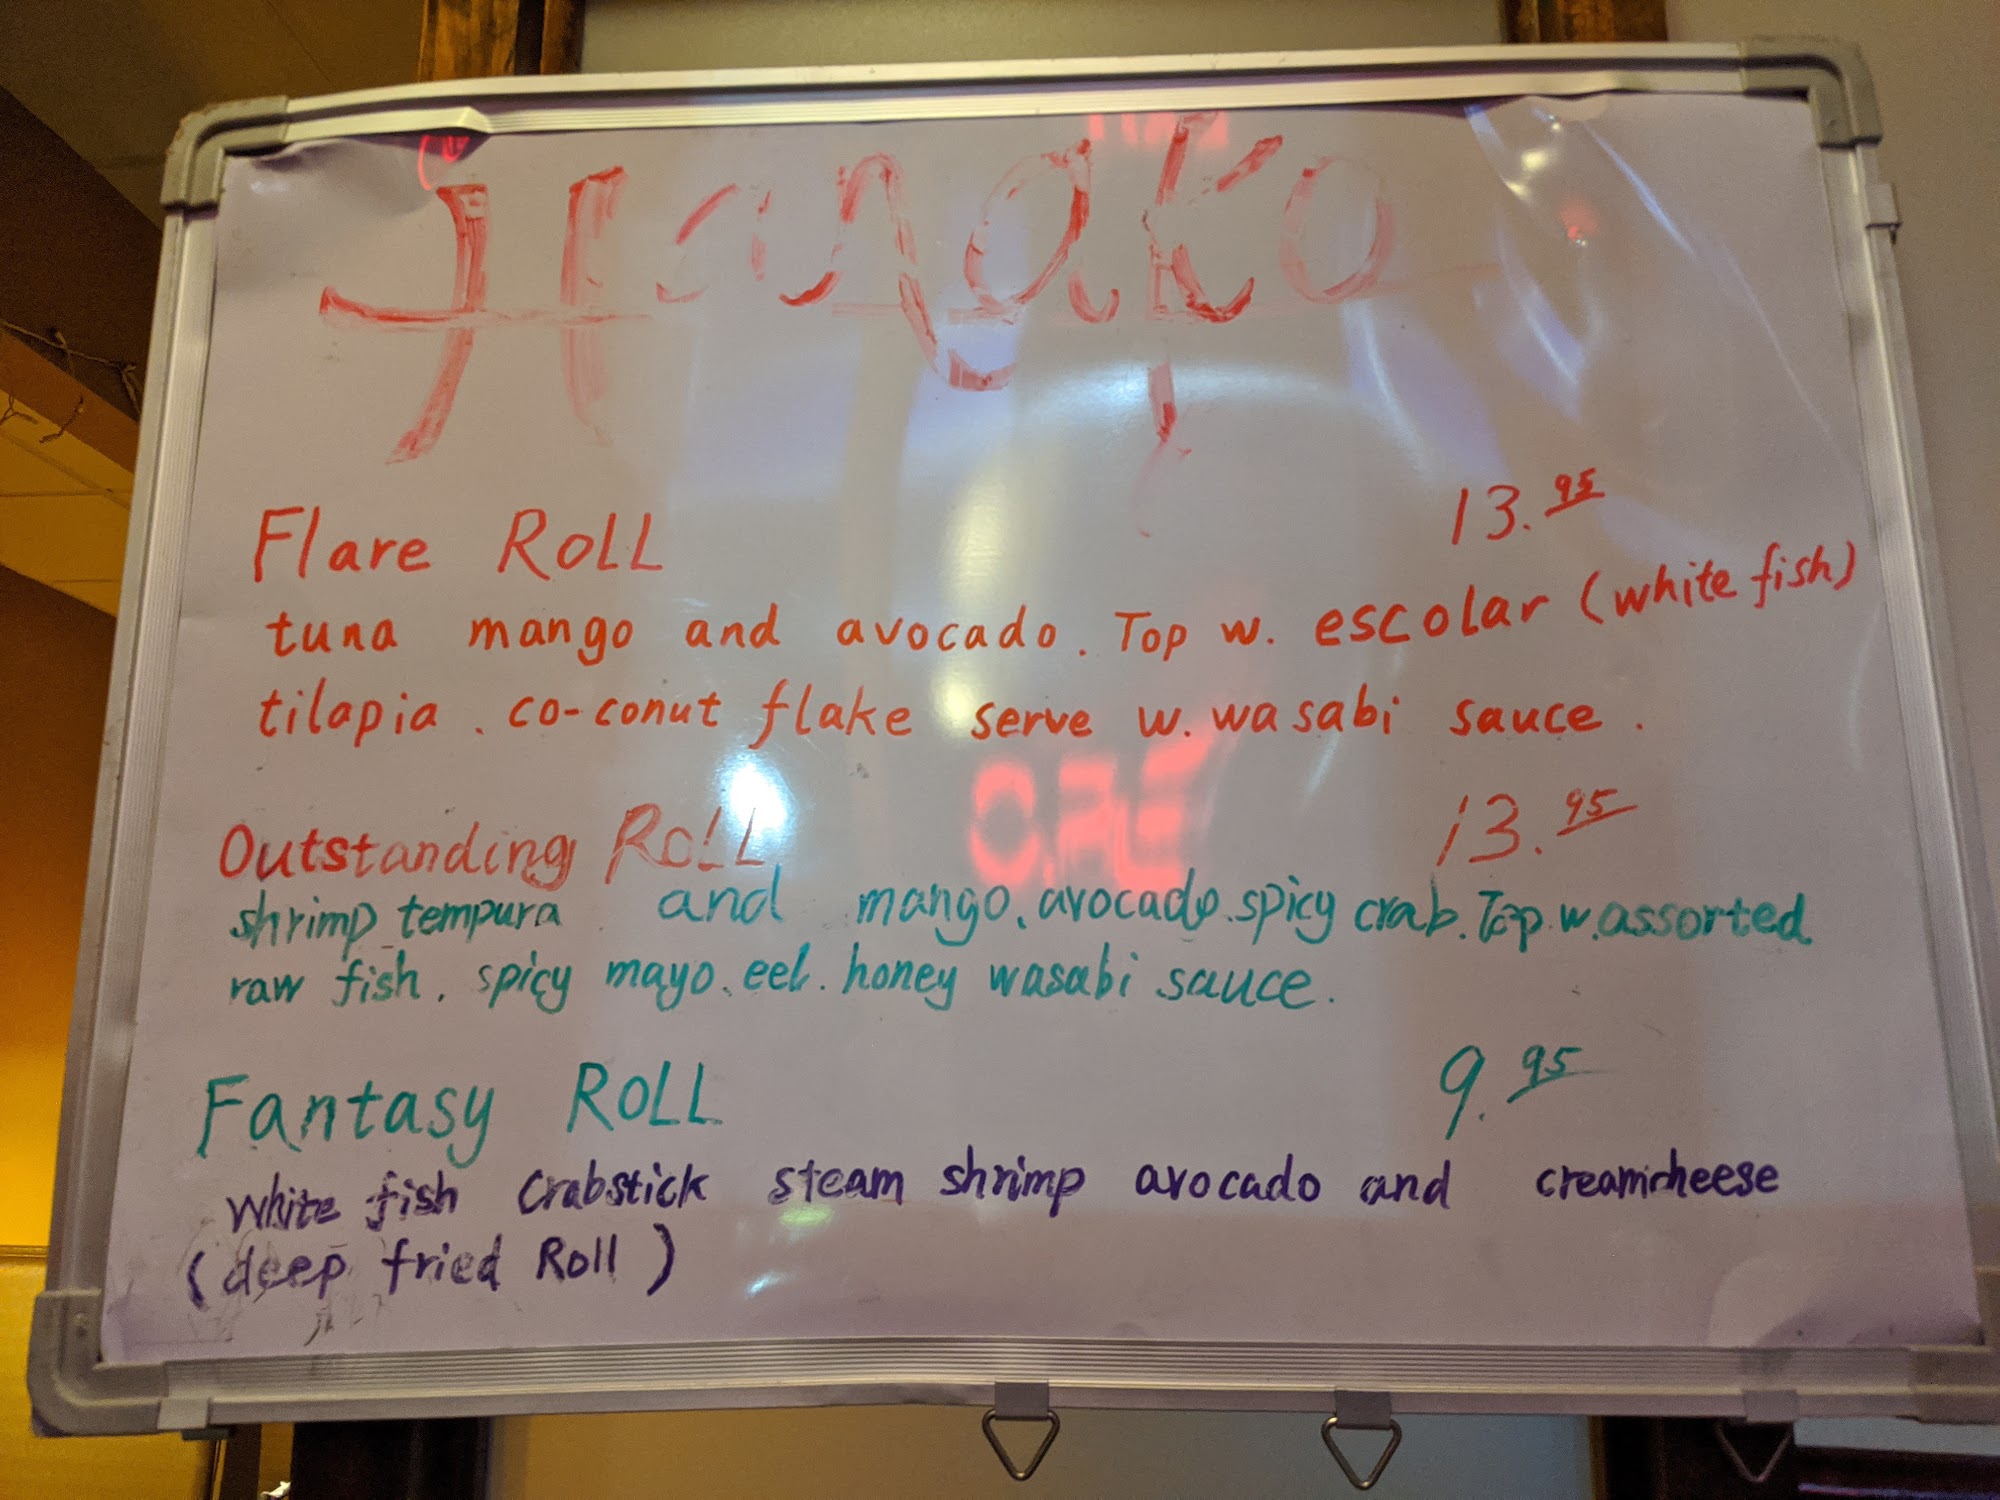 Hanako
Flare ROLL 13.95
tuna mango and avocado. Top w. escolar (white fish)
tilapia. co-conut flake serve w. wasabi sauce.
Outstanding ROLL 13.95
shrimp tempura and mango. avocado. spicy crab. Top. w. assorted
raw fish. spicy mayo. eel. honey wasabi sauce.
Fantasy ROLL 9.95
White fish Crabstick steam shrimp avocado and creamcheese
(deep fried Roll)